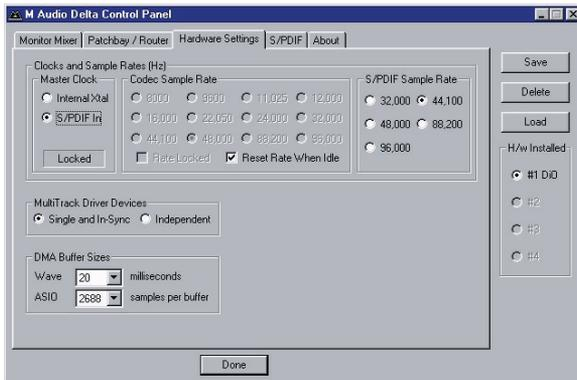 M Audio Delta Control Panel
Monitor Mixer Patchbay / Router Hardware Settings S/PDIF About
Clocks and Sample Rates (Hz)
Master Clock
Internal Xtal
S/PDIF In
Locked
Codec Sample Rate
8000 9600 11,025 12,000
16,000 22,050 24,000 32,000
44,100 48,000 88,200 96,000
Rate Locked Reset Rate When Idle
S/PDIF Sample Rate
32,000 44,100
48,000 88,200
96,000
MultiTrack Driver Devices
Single and In-Sync Independent
DMA Buffer Sizes
Wave 20 milliseconds
ASIO 2688 samples per buffer
Save
Delete
Load
H/w Installed
#1 DiO
#2
#3
#4
Done